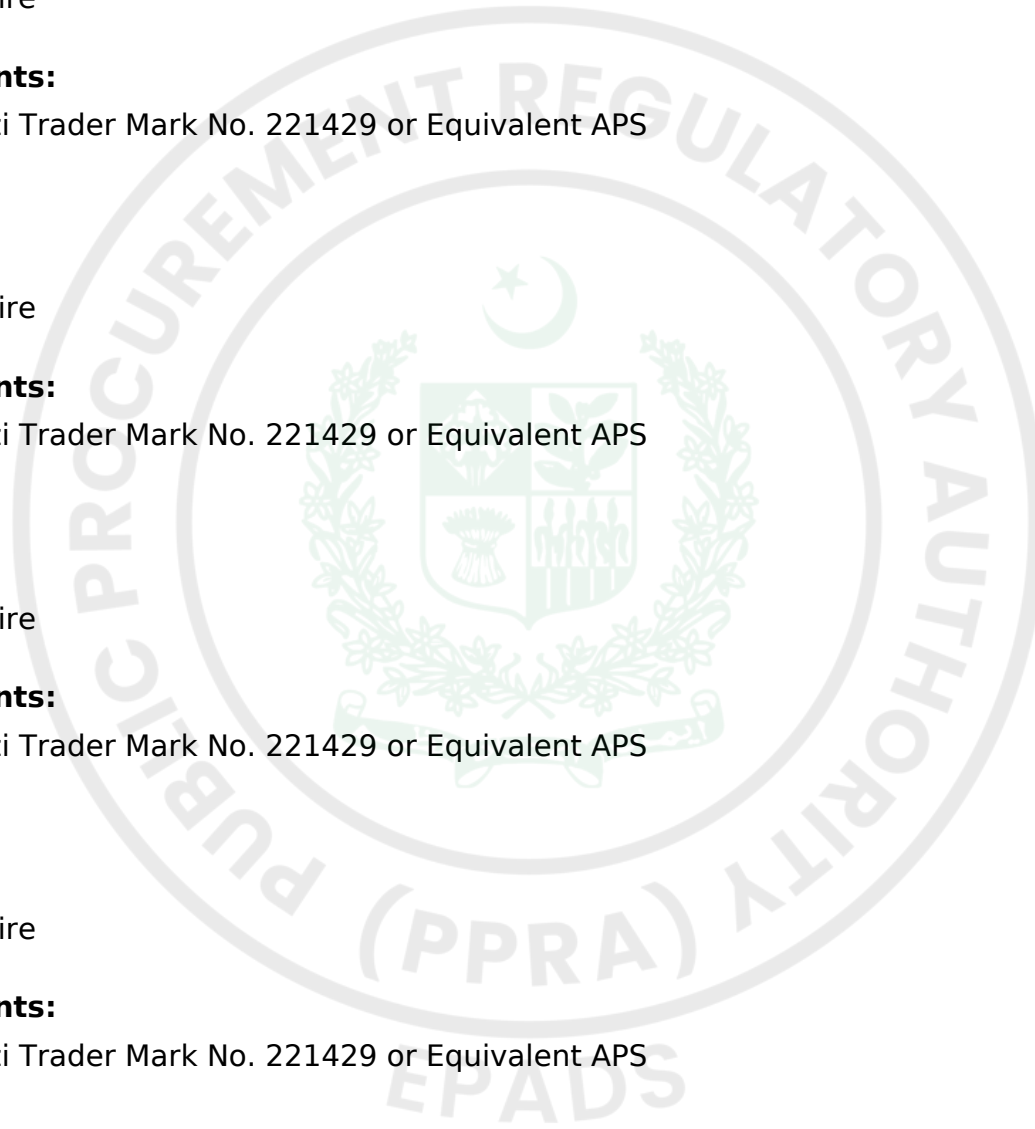 ire
nts:
i Trader Mark No. 221429 or Equivalent APS
ire
nts:
i Trader Mark No. 221429 or Equivalent APS
ire
nts:
i Trader Mark No. 221429 or Equivalent APS
ire
nts:
i Trader Mark No. 221429 or Equivalent APS
PUBLIC PROCUREMENT REGULATORY AUTHORITY
(PPRA)
EPADS